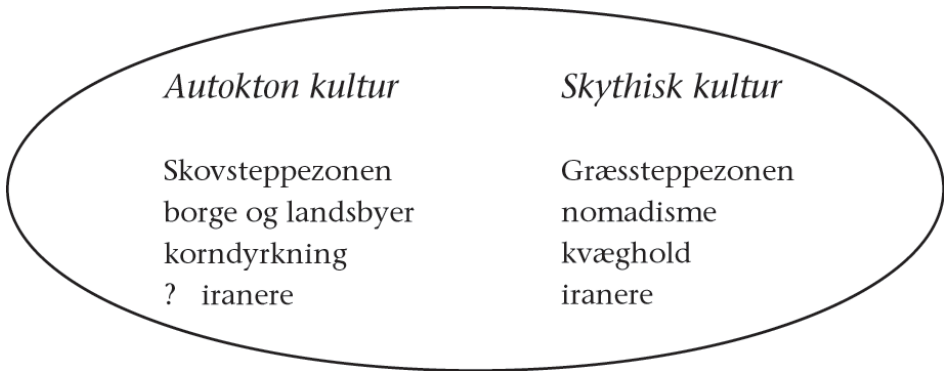 Autokton kultur
Skovsteppezonen
borge og landsbyer
korndyrkning
? iranere
Skythisk kultur
Græssteppezonen
nomadisme
kvæghold
iranere